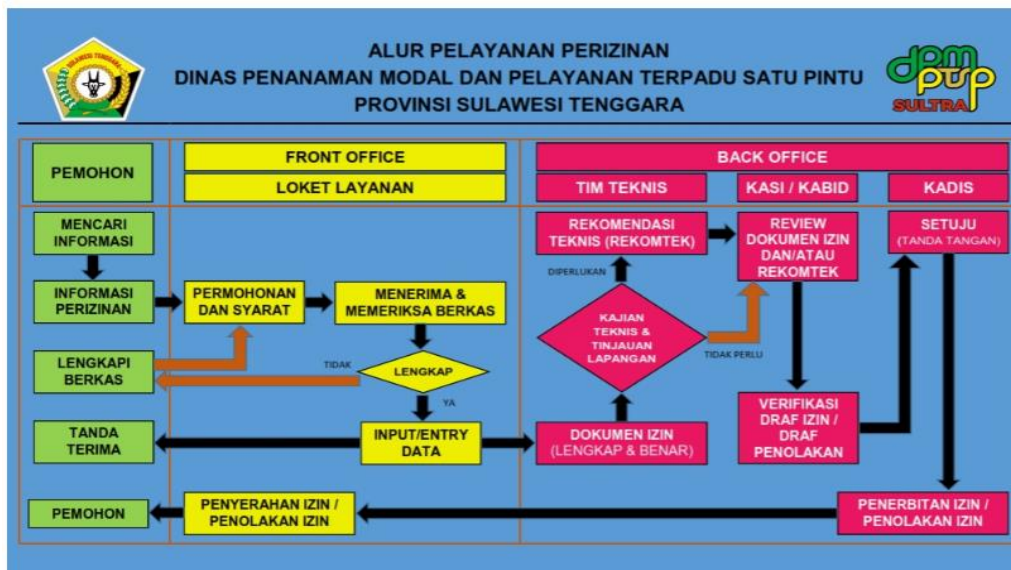 ALUR PELAYANAN PERIZINAN
DINAS PENANAMAN MODAL DAN PELAYANAN TERPADU SATU PINTU
PROVINSI SULAWESI TENGGARA
SULAWESI TENGGARA
dpm
ptsp
SULTRA
PEMOHON
FRONT OFFICE
LOKET LAYANAN
BACK OFFICE
TIM TEKNIS
KASI / KABID
KADIS
MENCARI
INFORMASI
INFORMASI
PERIZINAN
PERMOHONAN
DAN SYARAT
MENERIMA &
MEMERIKSA BERKAS
LENGKAPI
BERKAS
TIDAK
LENGKAP
YA
TANDA
TERIMA
INPUT/ENTRY
DATA
DOKUMEN IZIN
(LENGKAP & BENAR)
KAJIAN
TEKNIS &
TINJAUAN
LAPANGAN
DIPERLUKAN
TIDAK PERLU
REKOMENDASI
TEKNIS (REKOMTEK)
REVIEW
DOKUMEN IZIN
DAN/ATAU
REKOMTEK
VERIFIKASI
DRAF IZIN /
DRAF
PENOLAKAN
SETUJU
(TANDA TANGAN)
PENERBITAN IZIN /
PENOLAKAN IZIN
PENYERAHAN IZIN /
PENOLAKAN IZIN
PEMOHON